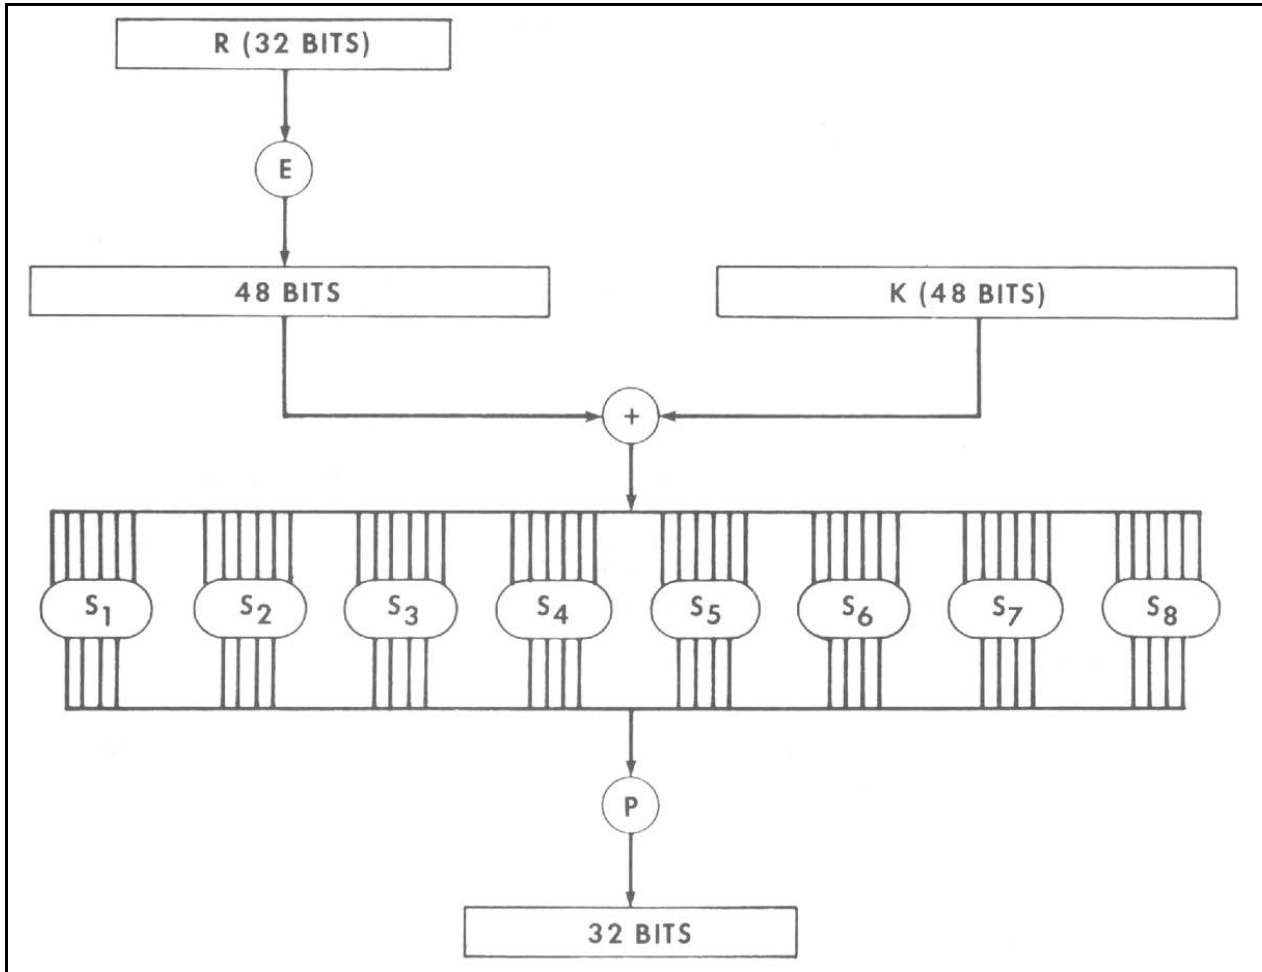 R (32 BITS)
E
48 BITS
K (48 BITS)
+
S1 S2 S3 S4 S5 S6 S7 S8
P
32 BITS